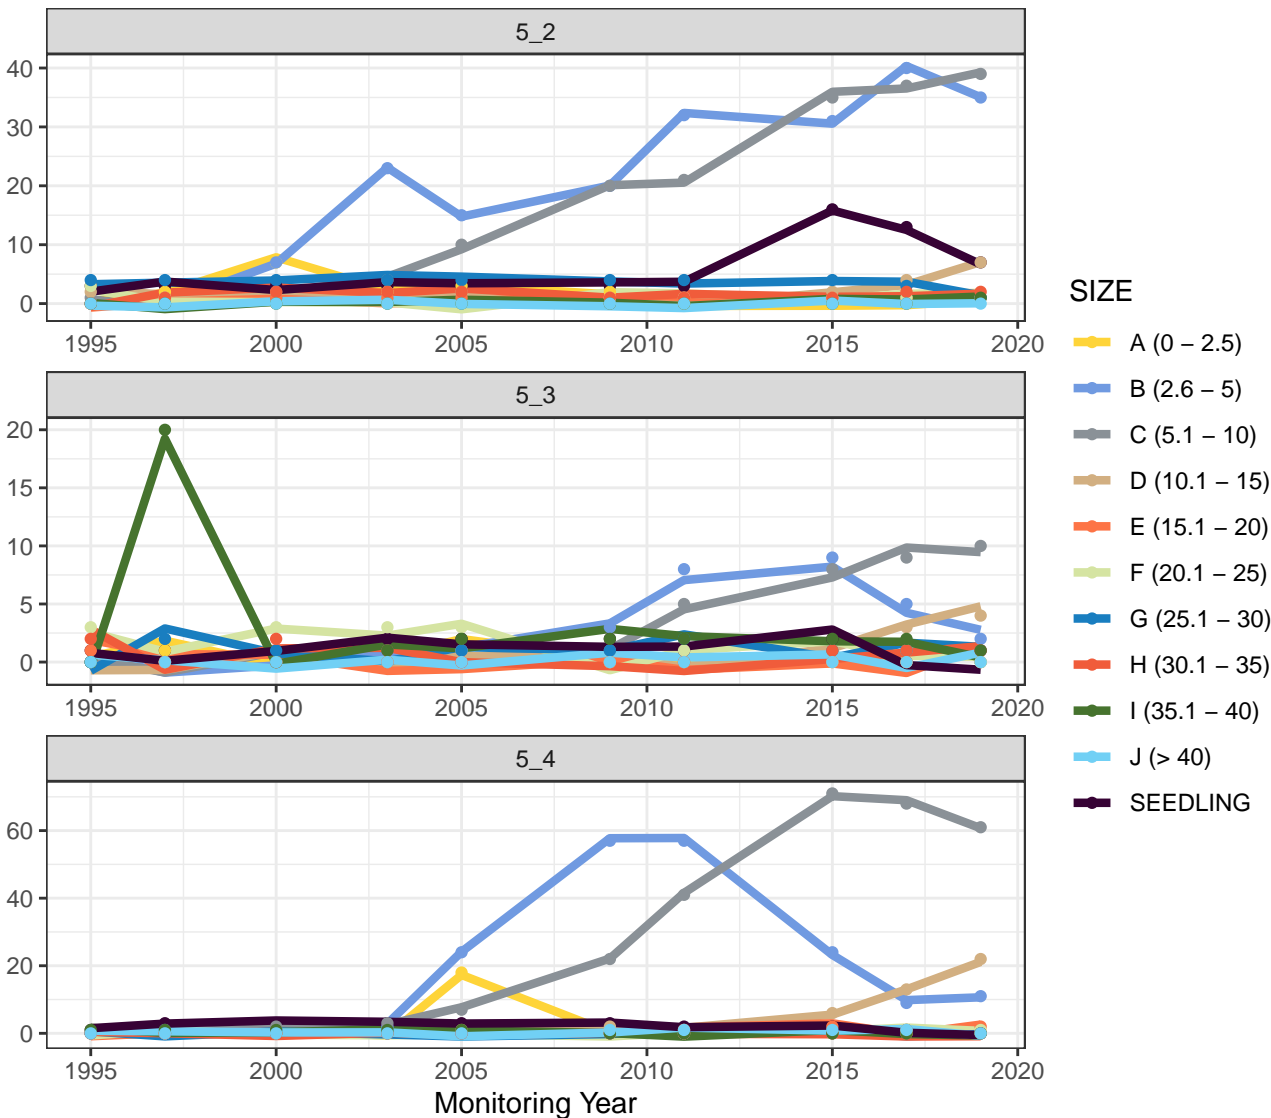 5_2
40
30
20
10
0
1995 2000 2005 2010 2015 2020
5_3
20
15
10
5
0
1995 2000 2005 2010 2015 2020
5_4
60
40
20
0
1995 2000 2005 2010 2015 2020
Monitoring Year
SIZE
A (0 − 2.5)
B (2.6 − 5)
C (5.1 − 10)
D (10.1 − 15)
E (15.1 − 20)
F (20.1 − 25)
G (25.1 − 30)
H (30.1 − 35)
I (35.1 − 40)
J (> 40)
SEEDLING